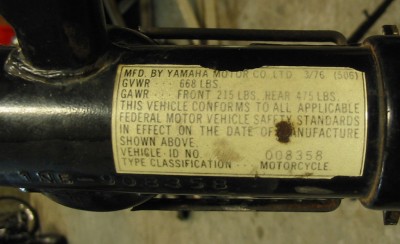 MFD. BY YAMAHA MOTOR CO. LTD. 3/76 (506)
GVWR ···· 668 LBS.
GAWR ···· FRONT 215 LBS. REAR 475 LBS.
THIS VEHICLE CONFORMS TO ALL APPLICABLE
FEDERAL MOTOR VEHICLE SAFETY STANDARDS
IN EFFECT ON THE DATE OF MANUFACTURE
SHOWN ABOVE.
VEHICLE ID NO 008358
TYPE CLASSIFICATION MOTORCYCLE
008358